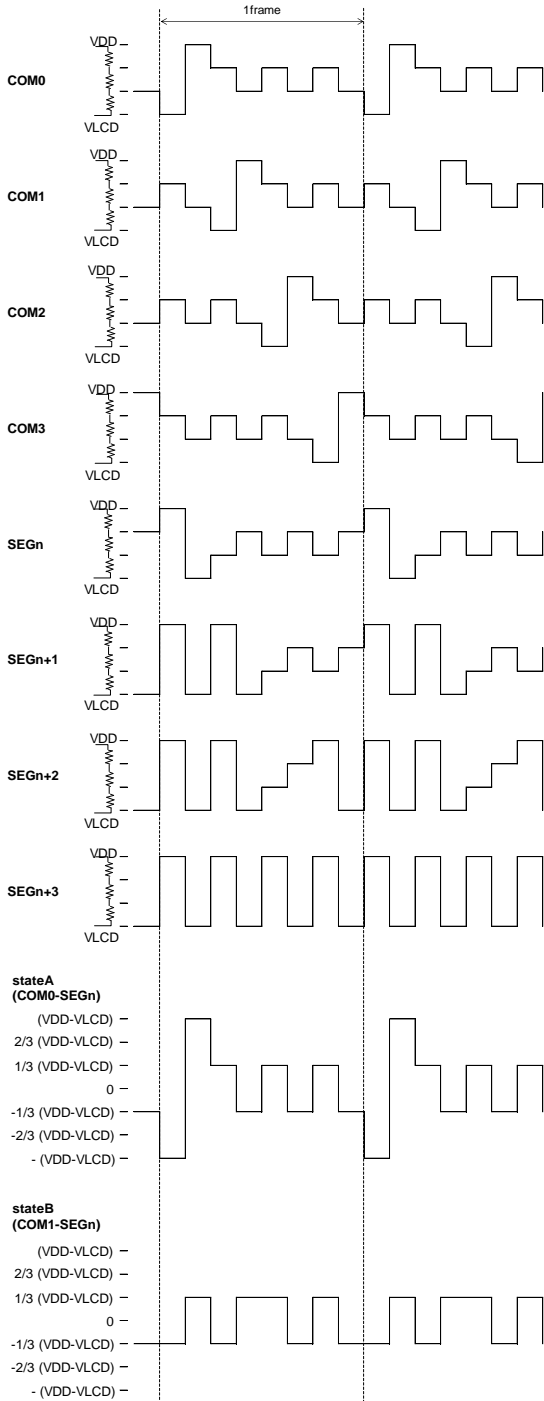 1frame
VDD
COM0
VLCD
VDD
COM1
VLCD
VDD
COM2
VLCD
VDD
COM3
VLCD
VDD
SEGn
VLCD
VDD
SEGn+1
VLCD
VDD
SEGn+2
VLCD
VDD
SEGn+3
VLCD
stateA
(COM0-SEGn)
(VDD-VLCD)
2/3 (VDD-VLCD)
1/3 (VDD-VLCD)
0
-1/3 (VDD-VLCD)
-2/3 (VDD-VLCD)
- (VDD-VLCD)
stateB
(COM1-SEGn)
(VDD-VLCD)
2/3 (VDD-VLCD)
1/3 (VDD-VLCD)
0
-1/3 (VDD-VLCD)
-2/3 (VDD-VLCD)
- (VDD-VLCD)